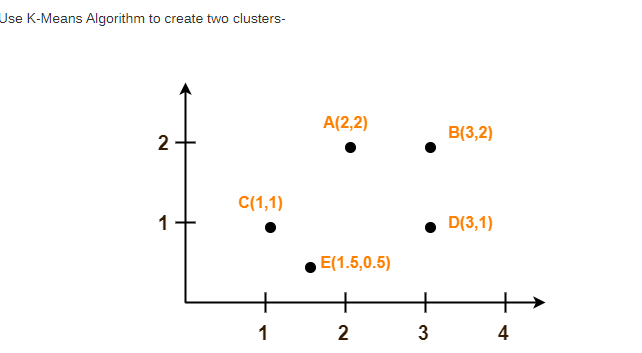 Use K-Means Algorithm to create two clusters-
A(2,2)
B(3,2)
2
C(1,1)
1
D(3,1)
E(1.5,0.5)
1 2 3 4